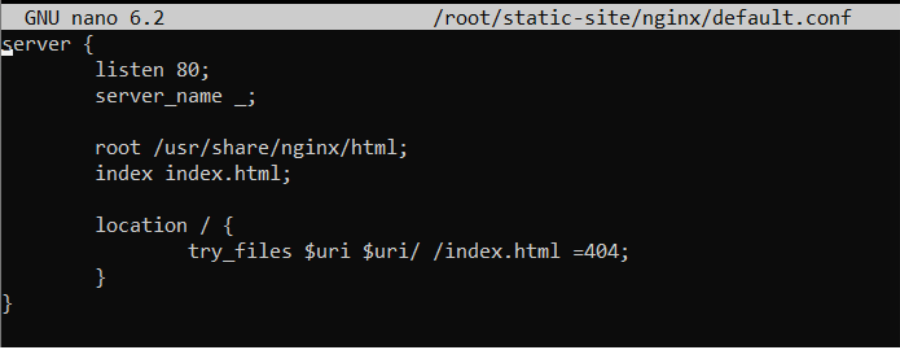 GNU nano 6.2 /root/static-site/nginx/default.conf
server {
listen 80;
server_name _;
root /usr/share/nginx/html;
index index.html;
location / {
try_files $uri $uri/ /index.html =404;
}
}